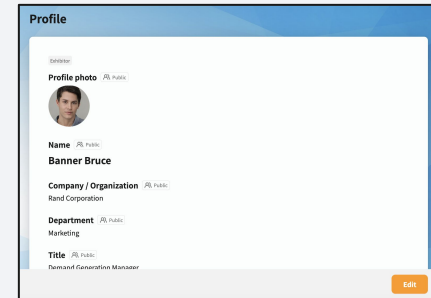 Profile
Exhibitor
Profile photo Public
Name Public
Banner Bruce
Company / Organization Public
Rand Corporation
Department Public
Marketing
Title Public
Demand Generation Manager
Edit